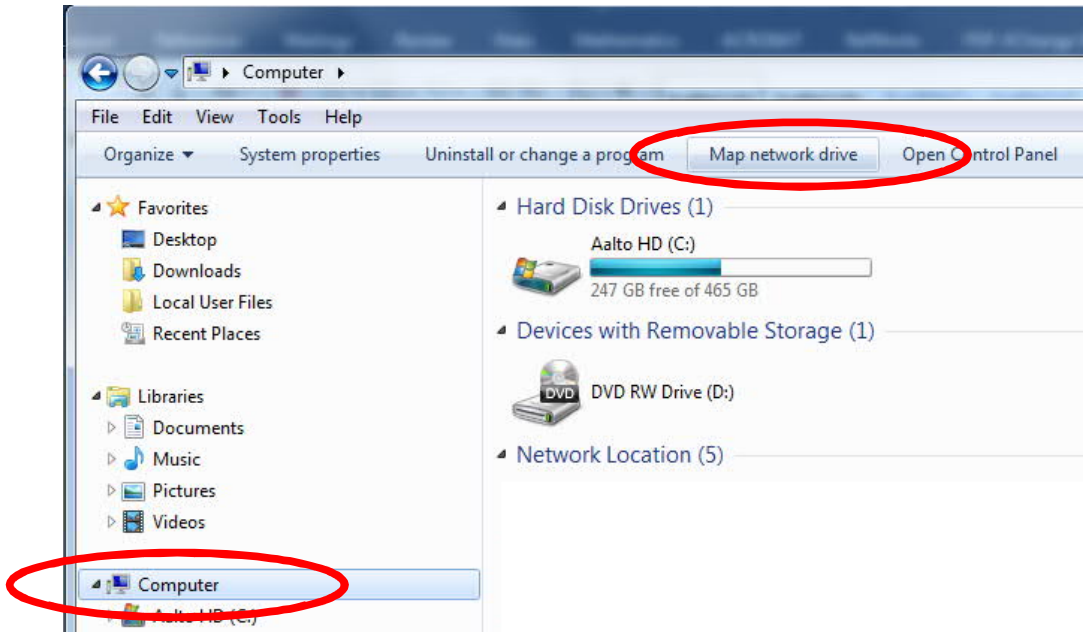 Computer
File Edit View Tools Help
Organize System properties Uninstall or change a program Map network drive Open Control Panel
Favorites
Desktop
Downloads
Local User Files
Recent Places
Libraries
Documents
Music
Pictures
Videos
Computer
Aalto HD (C:)
Hard Disk Drives (1)
Aalto HD (C:)
247 GB free of 465 GB
Devices with Removable Storage (1)
DVD
DVD RW Drive (D:)
Network Location (5)